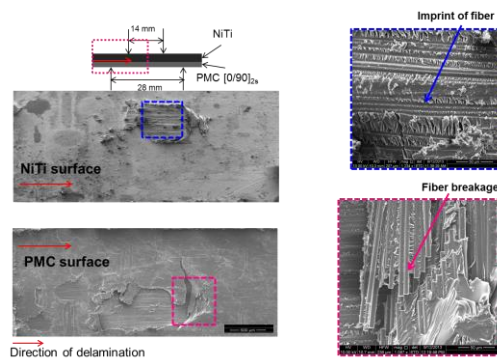 14 mm
NiTi
PMC [0/90]2s
28 mm
NiTi surface
PMC surface
Direction of delamination
Imprint of fiber
Fiber breakage